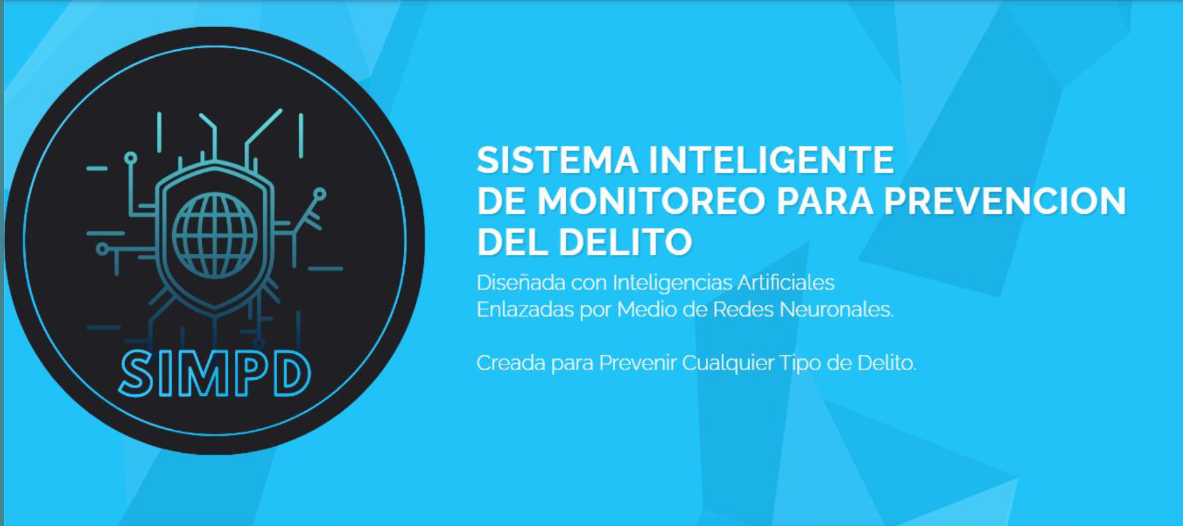 SIMPD
SISTEMA INTELIGENTE
DE MONITOREO PARA PREVENCION
DEL DELITO
Diseñada con Inteligencias Artificiales
Enlazadas por Medio de Redes Neuronales.
Creada para Prevenir Cualquier Tipo de Delito.